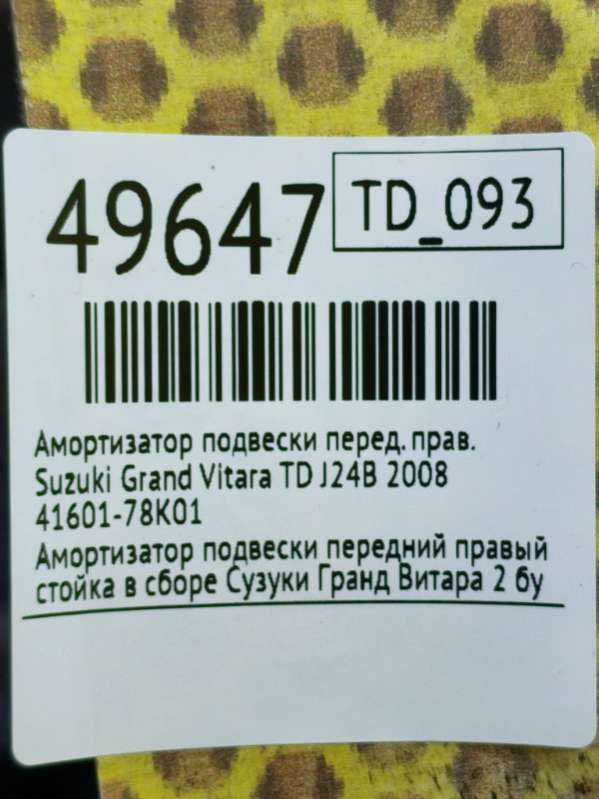 49647 TD_093
Амортизатор подвески перед. прав.
Suzuki Grand Vitara TD J24B 2008
41601-78K01
Амортизатор подвески передний правый
стойка в сборе Сузуки Гранд Витара 2 бу